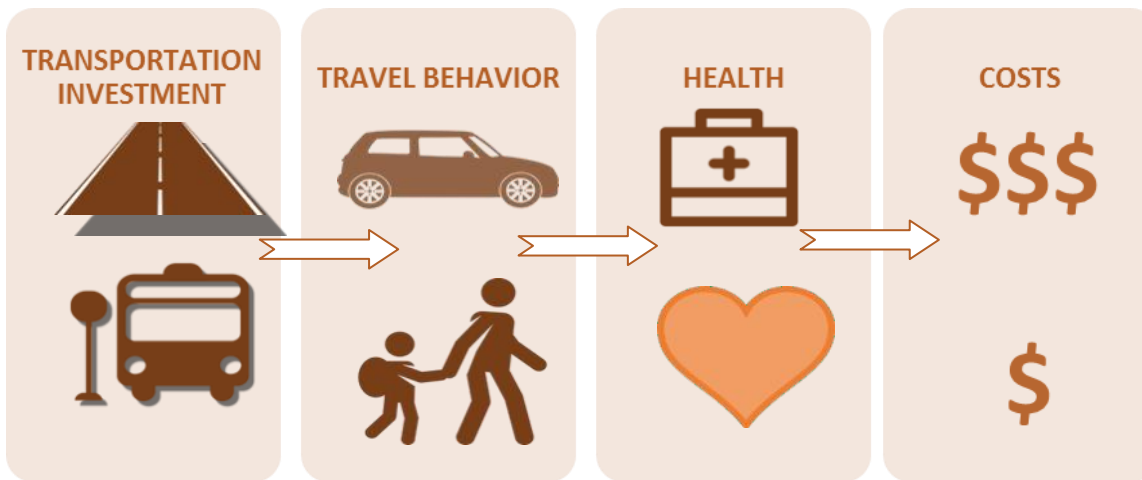 TRANSPORTATION
INVESTMENT
TRAVEL BEHAVIOR
HEALTH
COSTS
$$$
$